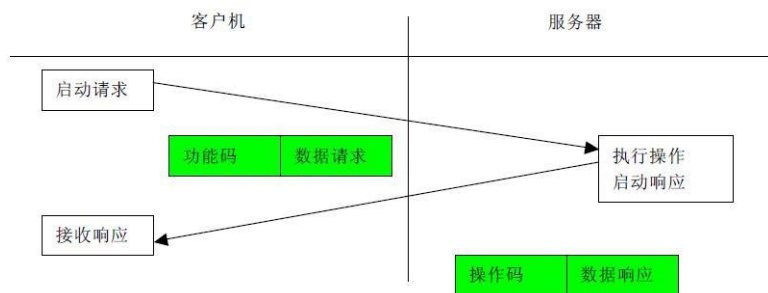 客户机
服务器
启动请求
功能码 数据请求
执行操作
启动响应
接收响应
操作码 数据响应